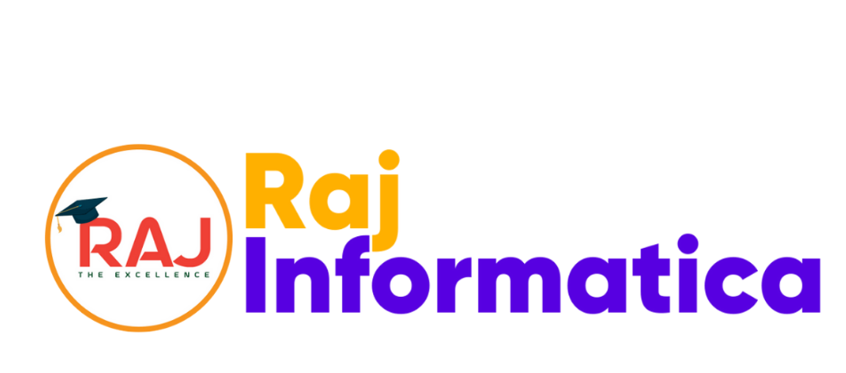 RAJ
THE EXCELLENCE
Raj
Informatica